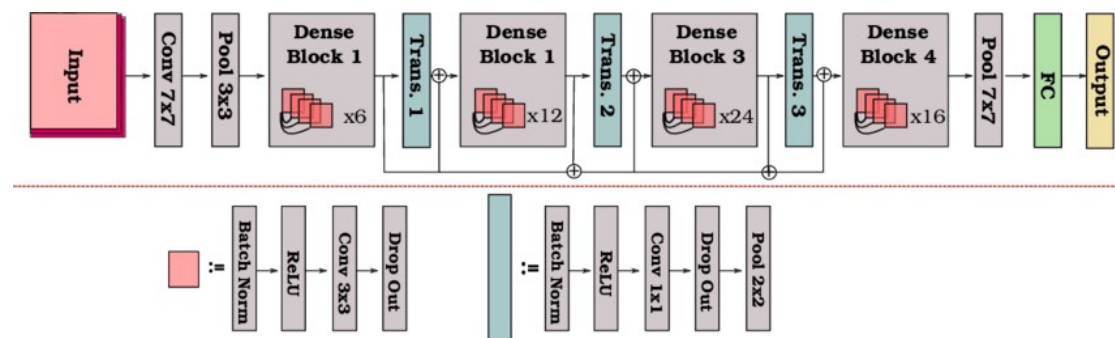 Input
Conv 7x7
Pool 3x3
Dense
Block 1
x6
Trans. 1
Dense
Block 1
x12
Trans. 2
Dense
Block 3
x24
Trans. 3
Dense
Block 4
x16
Pool 7x7
FC
Output
::=
Batch Norm
ReLU
Conv 3x3
Drop Out
::=
Batch Norm
ReLU
Conv 1x1
Drop Out
Pool 2x2